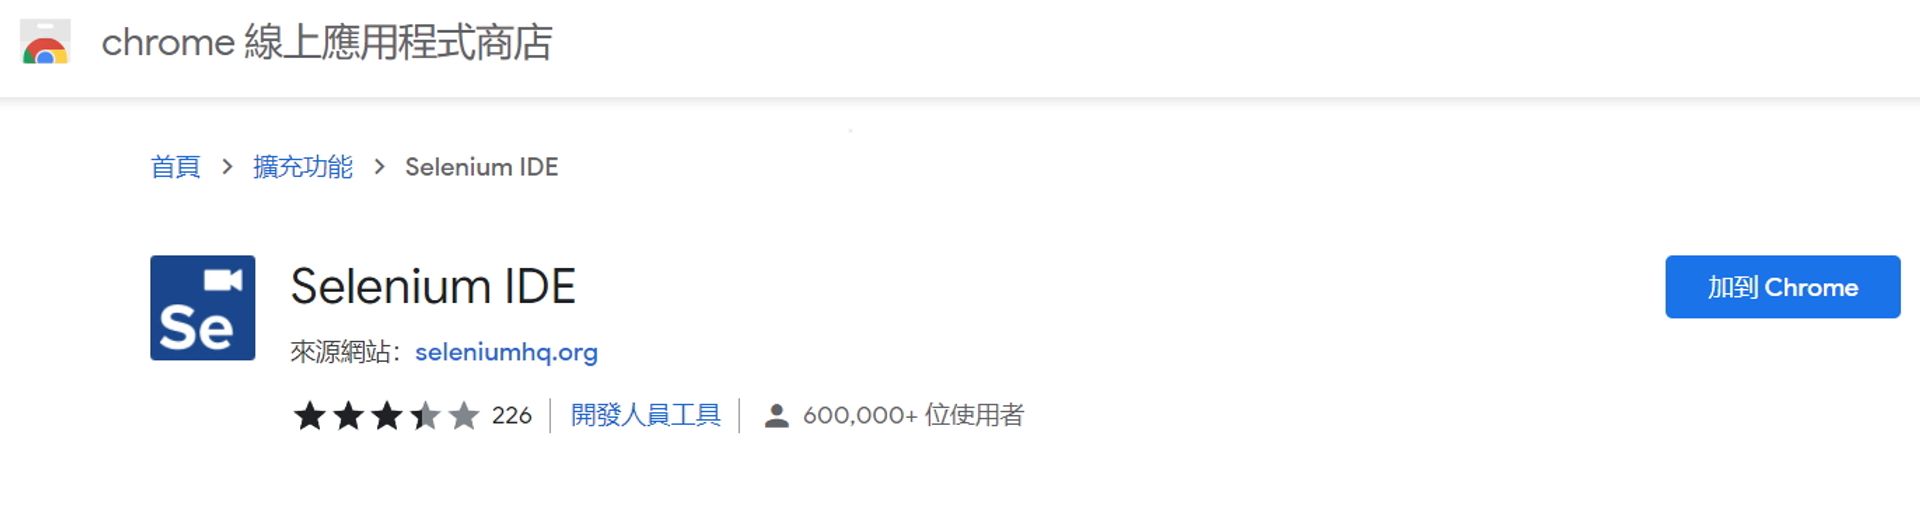 chrome 線上應用程式商店
首頁 > 擴充功能 > Selenium IDE
Se
Selenium IDE
加到 Chrome
來源網站： seleniumhq.org
226 開發人員工具 600,000+ 位使用者